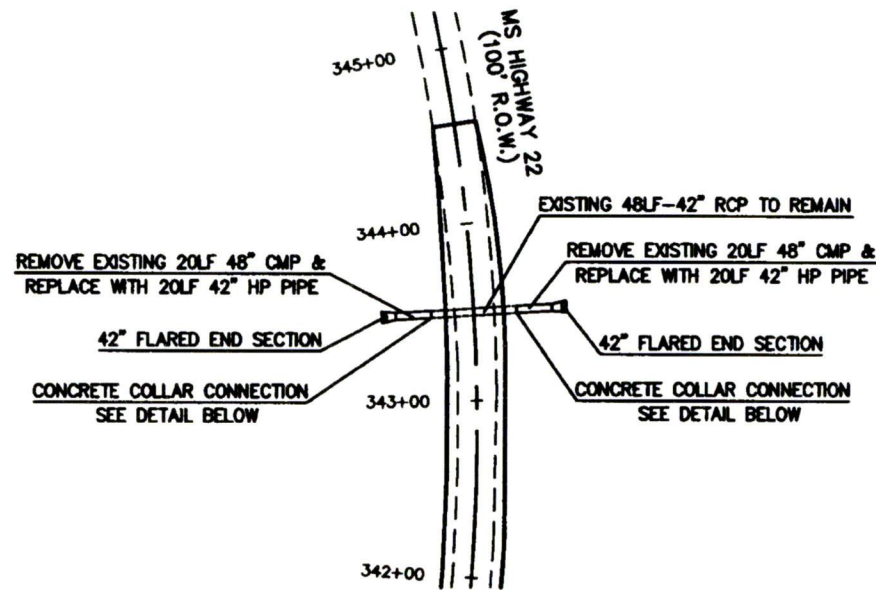 MS HIGHWAY 22
(100' R.O.W.)
345+00
EXISTING 48LF-42" RCP TO REMAIN
344+00
REMOVE EXISTING 20LF 48" CMP &
REPLACE WITH 20LF 42" HP PIPE
REMOVE EXISTING 20LF 48" CMP &
REPLACE WITH 20LF 42" HP PIPE
42" FLARED END SECTION
42" FLARED END SECTION
CONCRETE COLLAR CONNECTION
SEE DETAIL BELOW
343+00
CONCRETE COLLAR CONNECTION
SEE DETAIL BELOW
342+00